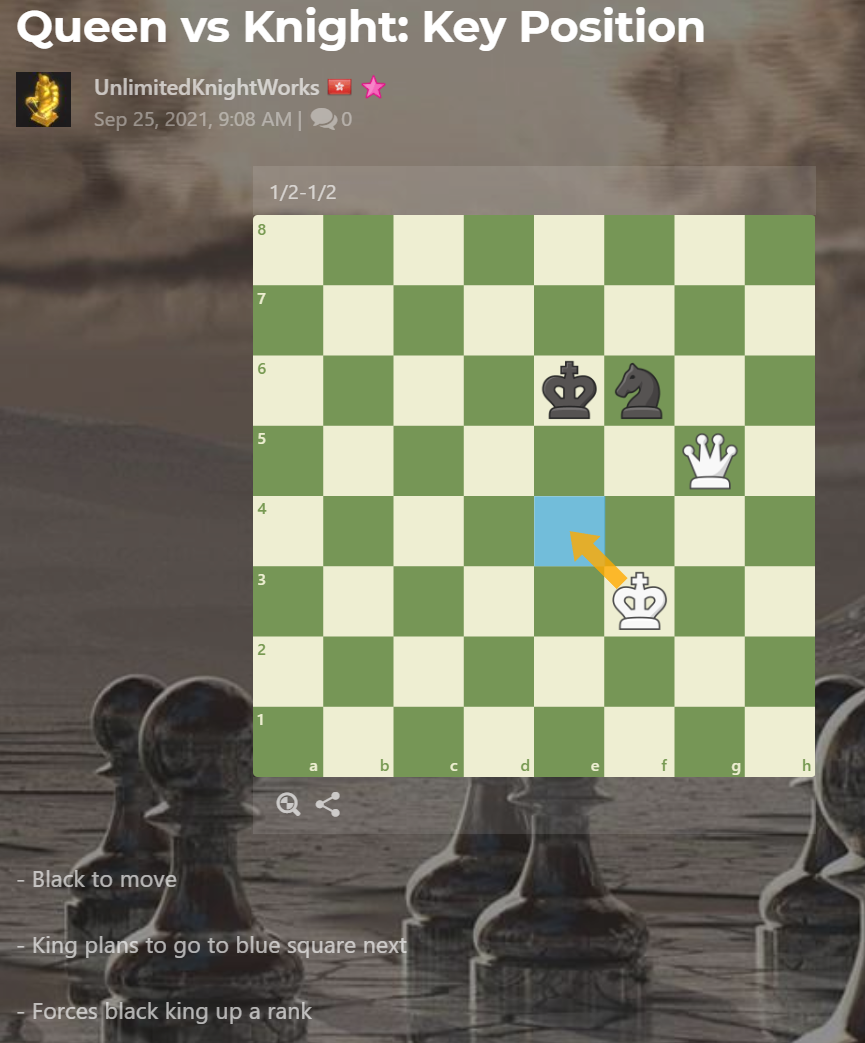 Queen vs Knight: Key Position
UnlimitedKnightWorks
Sep 25, 2021, 9:08 AM | 0
1/2-1/2
8
7
6
5
4
3
2
1
a b c d e f g h
- Black to move
- King plans to go to blue square next
- Forces black king up a rank